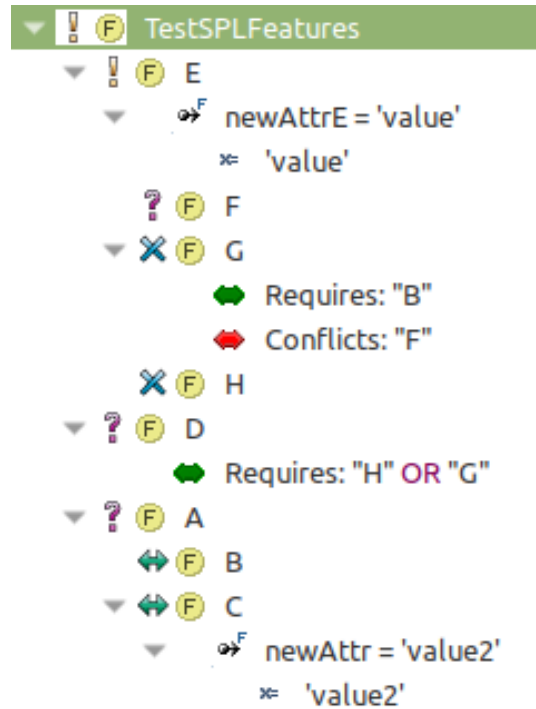 ! F TestSPLFeatures
! F E
F newAttrE = 'value'
x= 'value'
? F F
F G
Requires: "B"
Conflicts: "F"
F H
? F D
Requires: "H" OR "G"
? F A
F B
F C
F newAttr = 'value2'
x= 'value2'